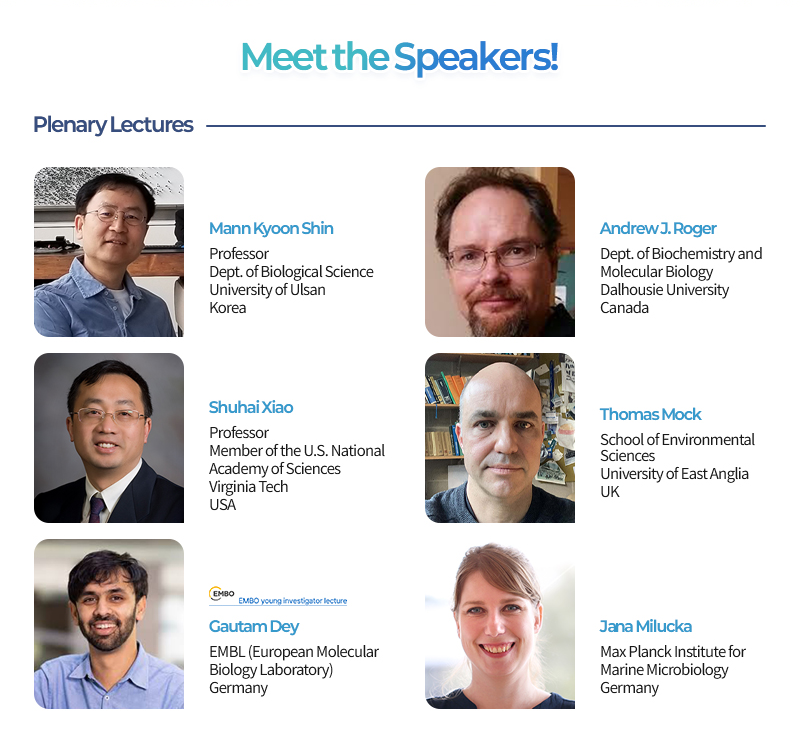 Meet the Speakers!
Plenary Lectures
Mann Kyoon Shin
Professor
Dept. of Biological Science
University of Ulsan
Korea
Andrew J. Roger
Dept. of Biochemistry and
Molecular Biology
Dalhousie University
Canada
Shuhai Xiao
Professor
Member of the U.S. National
Academy of Sciences
Virginia Tech
USA
Thomas Mock
School of Environmental
Sciences
University of East Anglia
UK
EMBO
EMBO young investigator lecture
Gautam Dey
EMBL (European Molecular
Biology Laboratory)
Germany
Jana Milucka
Max Planck Institute for
Marine Microbiology
Germany